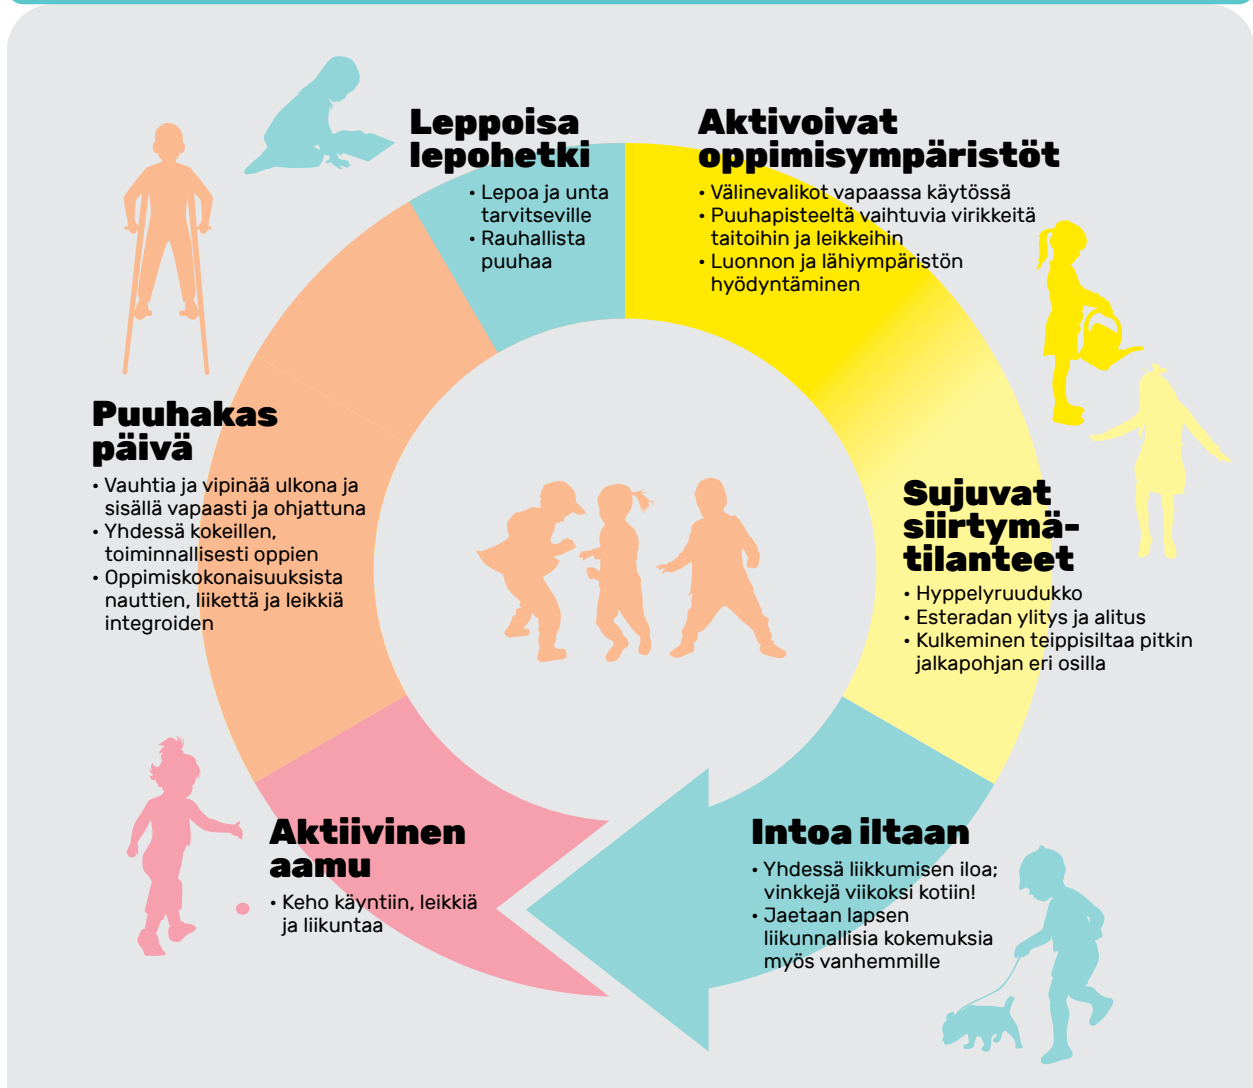 Leppoisa
lepohetki
• Lepoa ja unta
tarvitseville
• Rauhallista
puuhaa
Aktivoivat
oppimisympäristöt
• Välinevalikot vapaassa käytössä
• Puuhapisteeltä vaihtuvia virikkeitä
taitoihin ja leikkeihin
• Luonnon ja lähiympäristön
hyödyntäminen
Puuhakas
päivä
• Vauhtia ja vipinää ulkona ja
sisällä vapaasti ja ohjattuna
• Yhdessä kokeillen,
toiminnallisesti oppien
• Oppimiskokonaisuuksista
nauttien, liikettä ja leikkiä
integroiden
Sujuvat
siirtymä-
tilanteet
• Hyppelyruudukko
• Esteradan ylitys ja alitus
• Kulkeminen teippisiltaa pitkin
jalkapohjan eri osilla
Aktiivinen
aamu
• Keho käyntiin, leikkiä
ja liikuntaa
Intoa iltaan
• Yhdessä liikkumisen iloa;
vinkkejä viikoksi kotiin!
• Jaetaan lapsen
liikunnallisia kokemuksia
myös vanhemmille